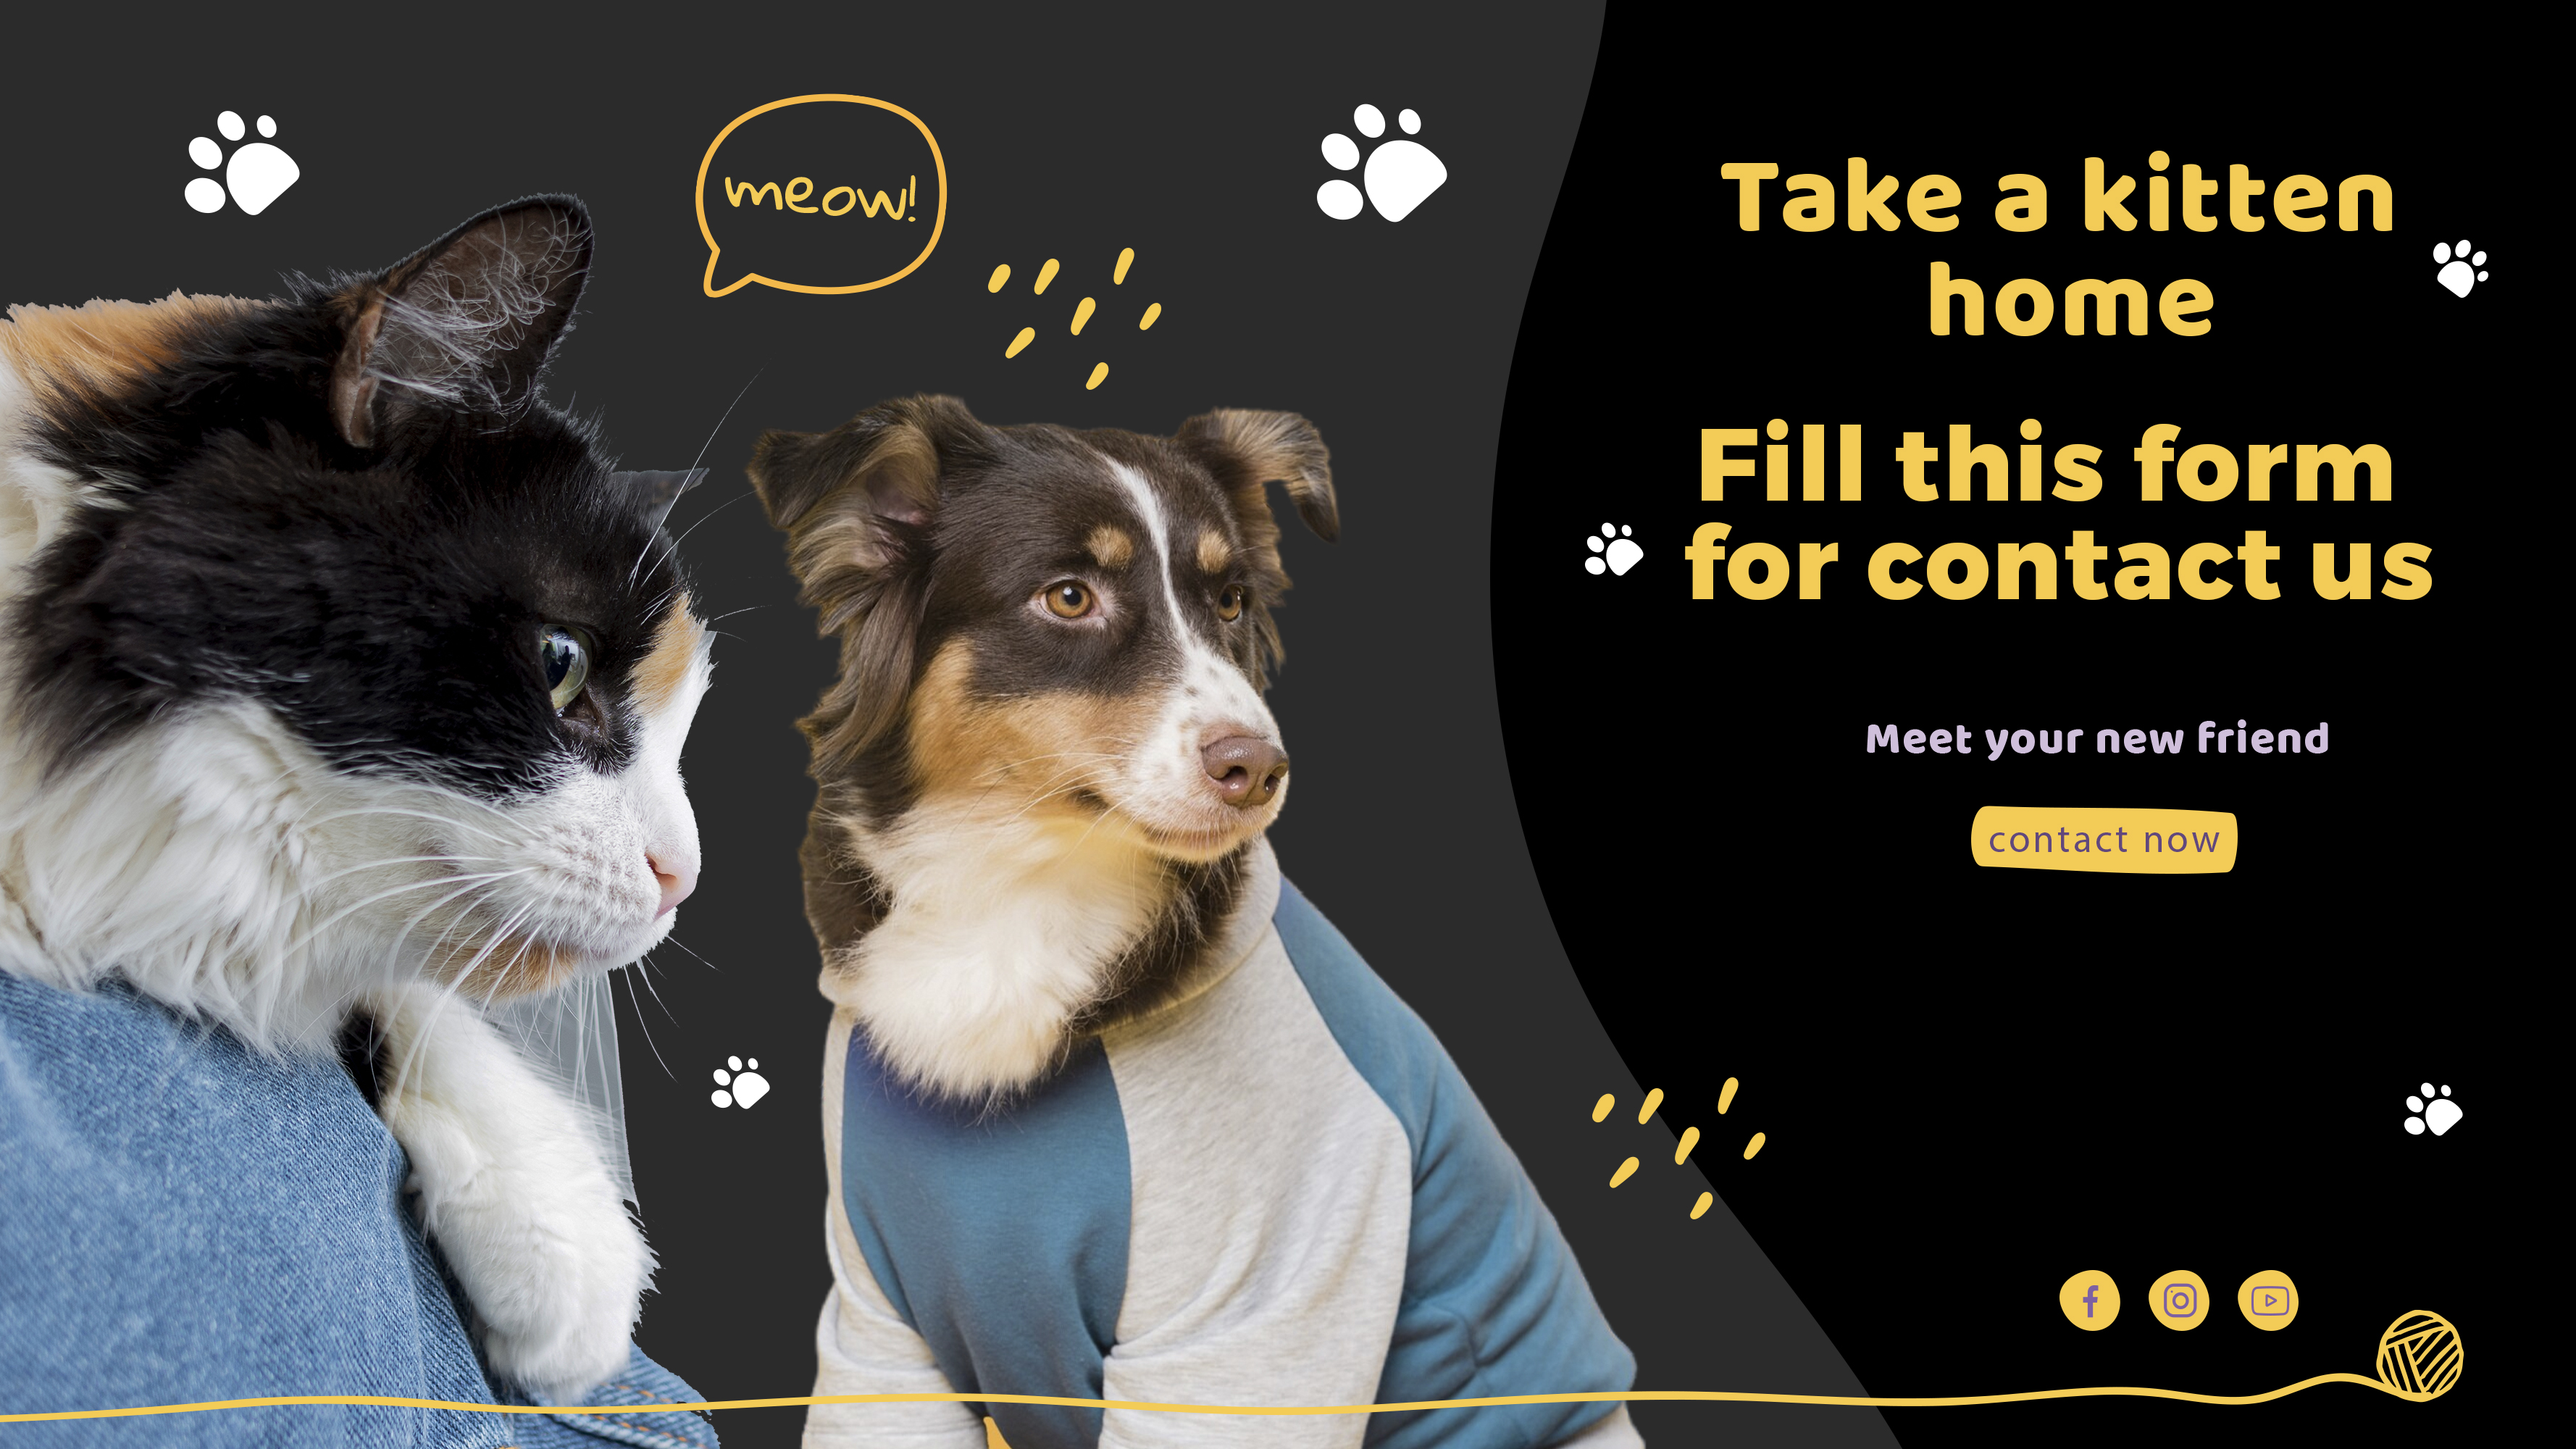 meow!
Take a kitten
home
Fill this form
for contact us
Meet your new friend
contact now